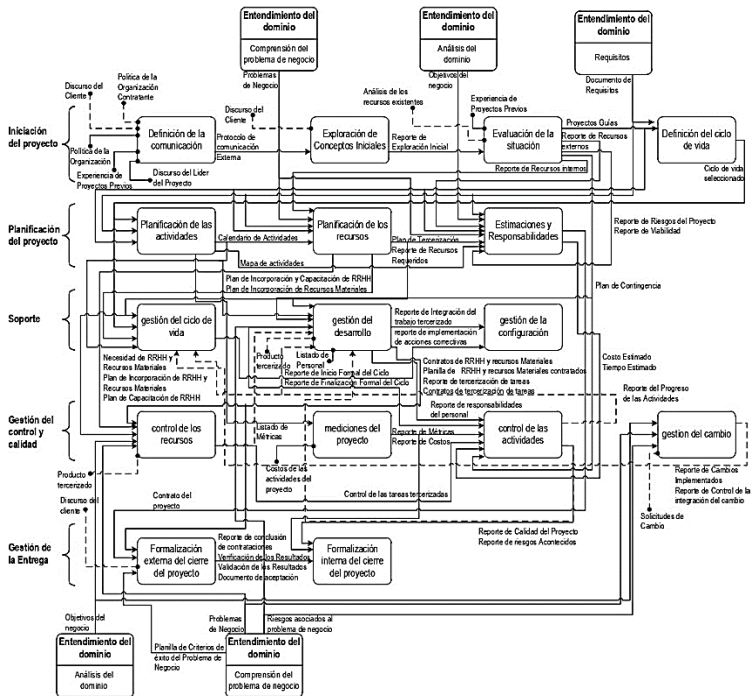 Entendimiento del
dominio
Comprensión del
problema de negocio
Entendimiento del
dominio
Análisis del
dominio
Entendimiento del
dominio
Requisitos
Problemas
de Negocio
Objetivos del
negocio
Documento de
Requisitos
Iniciación
del proyecto
Discurso del
Cliente
Política de la
Organización
Contratante
Definición de la
comunicación
Política de la
Organización
Experiencia de
Proyectos Previos
Discurso del Lider
del Proyecto
Protocolo de
comunicación
Externa
Discurso del
Cliente
Exploración de
Conceptos Iniciales
Reporte de
Exploración Inicial
Análisis de los
recursos existentes
Experiencia de
Proyectos Previos
Evaluación de la
situación
Proyectos Guías
Reporte de Recursos
externos
Reporte de Recursos internos
Definición del ciclo
de vida
Ciclo de vida
seleccionado
Planificación
del proyecto
Planificación de las
actividades
Calendario de Actividades
Mapa de actividades
Planificación de los
recursos
Plan de Tercerización
Reporte de Recursos
Requeridos
Estimaciones y
Responsabilidades
Reporte de Riesgos del Proyecto
Reporte de Viabilidad
Plan de Incorporación y Capacitación de RRHH
Plan de Incorporación de Recursos Materiales
Plan de Contingencia
Soporte
gestión del ciclo de
vida
gestión del
desarrollo
Reporte de Integración del
trabajo tercerizado
reporte de implementación
de acciones correctivas
gestión de la
configuración
Producto
tercerizado
Listado de
Personal
Necesidad de RRHH y
Recursos Materiales
Plan de Incorporación de RRHH y
Recursos Materiales
Plan de Capacitación de RRHH
Reporte de Inicio Formal del Ciclo
Reporte de Finalización Formal del Ciclo
Contratos de RRHH y recursos Materiales
Planilla de RRHH y recursos Materiales contratados
Reporte de tercerización de tareas
Contratos de tercerización de tareas
Costo Estimado
Tiempo Estimado
Reporte del Progreso
de las Actividades
Gestión del
control y
calidad
control de los
recursos
Listado de
Métricas
mediciones del
proyecto
Reporte de Métricas
Reporte de Costos
Reporte de responsabilidades
del personal
control de las
actividades
gestion del cambio
Producto
tercerizado
Costos de las
actividades del
proyecto
Control de las tareas tercerizadas
Reporte de Cambios
Implementados
Reporte de Control de la
integración del cambio
Solicitudes de
Cambio
Discurso del
cliente
Contrato del
proyecto
Gestión de
la Entrega
Formalización
externa del cierre
del proyecto
Reporte de conclusión
de contrataciones
Verificación de los Resultados
Validación de los Resultados
Documento de aceptación
Formalización
interna del cierre
del proyecto
Reporte de Calidad del Proyecto
Reporte de riesgos Acontecidos
Objetivos del
negocio
Problemas
de Negocio
Riesgos asociados al
problema de negocio
Entendimiento del
dominio
Análisis del
dominio
Planilla de Criterios de
éxito del Problema de
Negocio
Entendimiento del
dominio
Comprensión del
problema de negocio